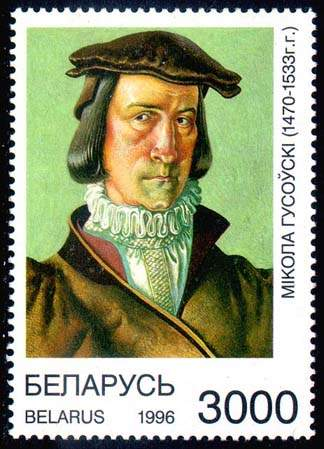 МІКОЛА ГУСОЎСКІ (1470-1533г.г.)
БЕЛАРУСЬ
BELARUS 1996 3000